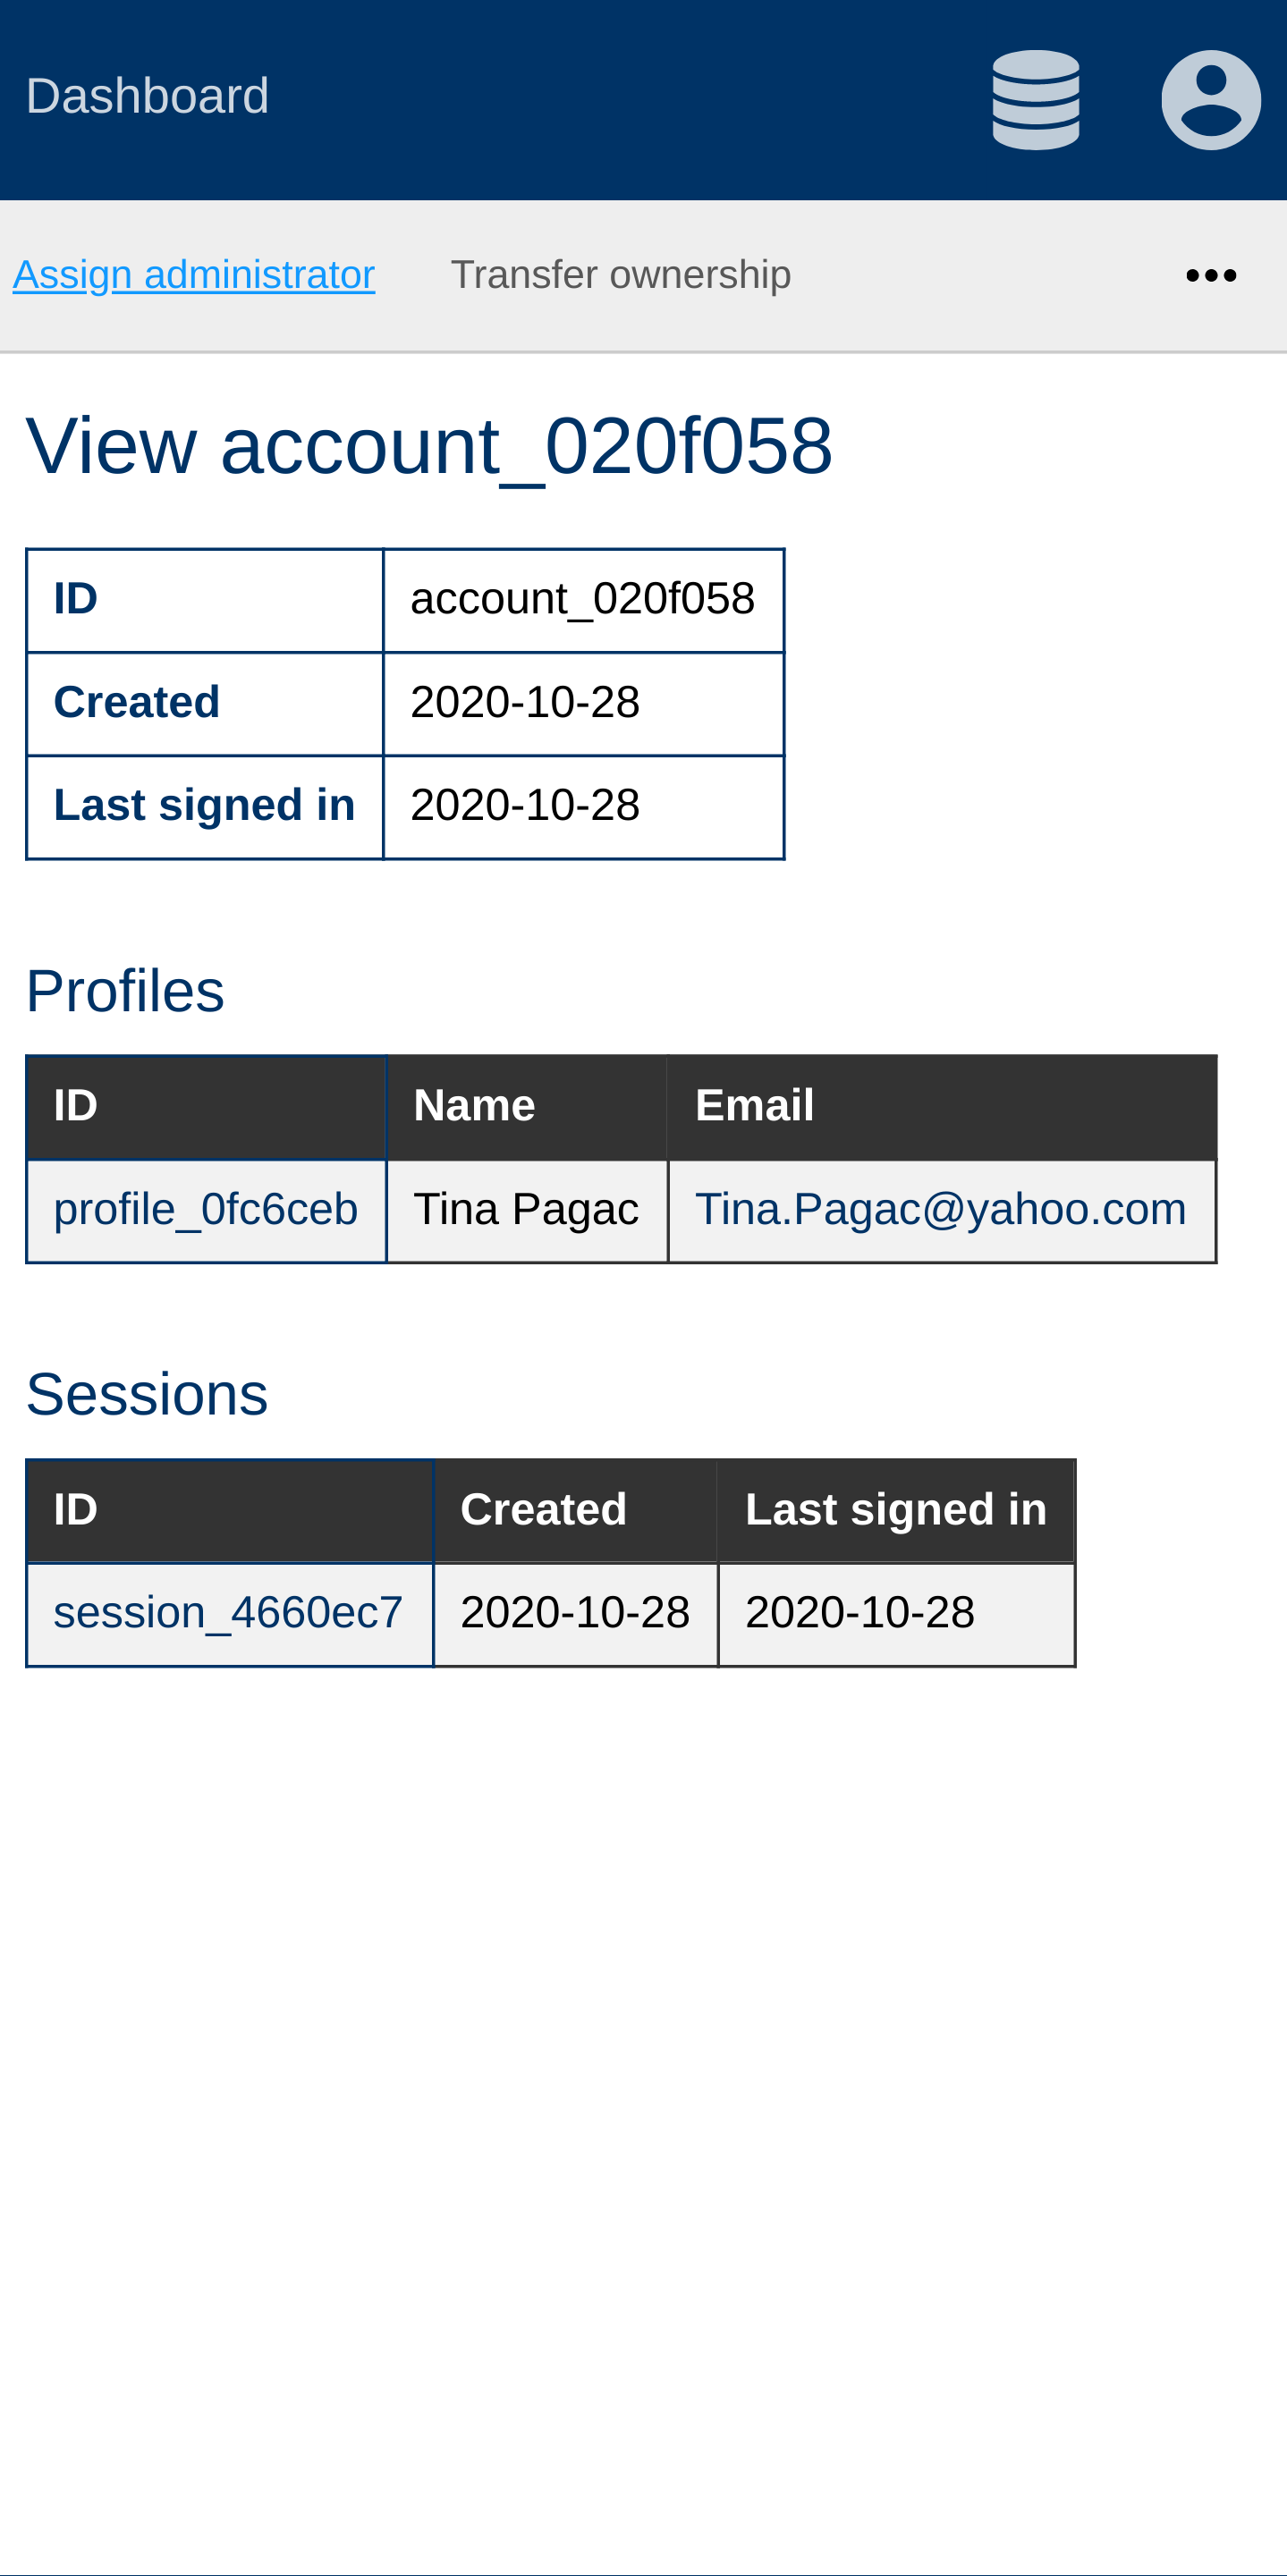 Dashboard
Assign administrator Transfer ownership •••
View account_020f058
ID account_020f058
Created 2020-10-28
Last signed in 2020-10-28
Profiles
ID Name Email
profile_0fc6ceb Tina Pagac Tina.Pagac@yahoo.com
Sessions
ID Created Last signed in
session_4660ec7 2020-10-28 2020-10-28